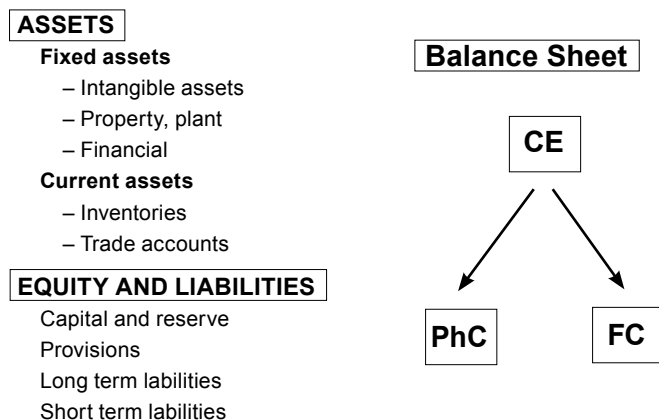 ASSETS
Fixed assets
– Intangible assets
– Property, plant
– Financial
Current assets
– Inventories
– Trade accounts
EQUITY AND LIABILITIES
Capital and reserve
Provisions
Long term labilities
Short term labilities
Balance Sheet
CE
PhC
FC